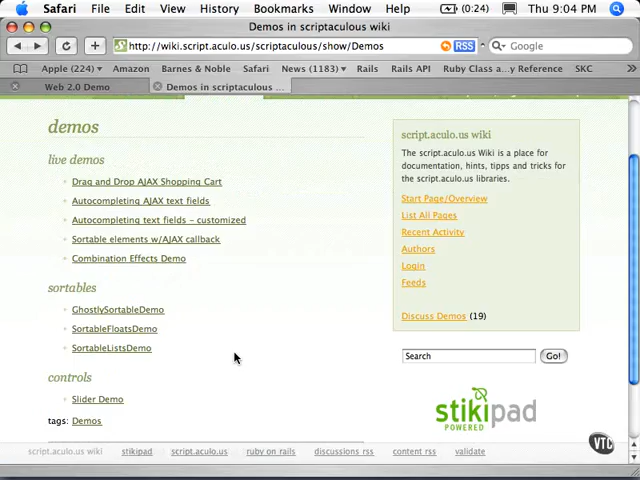 Safari File Edit View History Bookmarks Window Help (0:24) Thu 9:04 PM
Demos in scriptaculous wiki
http://wiki.script.aculo.us/scriptaculous/show/Demos RSS Google
Apple (224) Amazon Barnes & Noble Safari News (1183) Rails Rails API Ruby Class a...y Reference SKC
Web 2.0 Demo Demos in scriptaculous ...
demos
live demos
Drag and Drop AJAX Shopping Cart
Autocompleting AJAX text fields
Autocompleting text fields - customized
Sortable elements w/AJAX callback
Combination Effects Demo
sortables
GhostlySortableDemo
SortableFloatsDemo
SortableListsDemo
controls
Slider Demo
tags: Demos
script.aculo.us wiki
The script.aculo.us Wiki is a place for
documentation, hints, tipps and tricks for
the script.aculo.us libraries.
Start Page/Overview
List All Pages
Recent Activity
Authors
Login
Feeds
Discuss Demos (19)
Search Go!
stikipad
POWERED
VTC
script.aculo.us wiki stikipad script.aculo.us ruby on rails discussions rss content rss validate